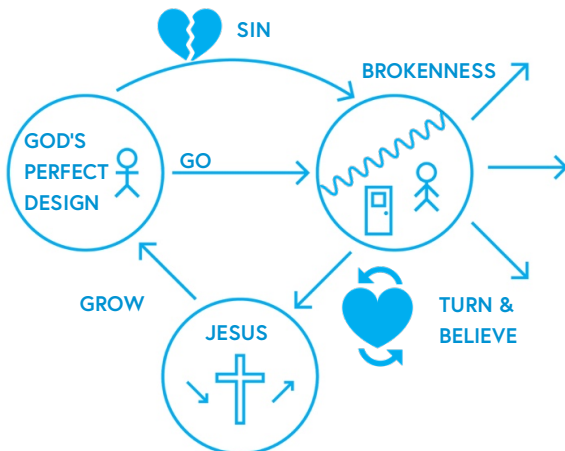 SIN
BROKENNESS
GOD'S
PERFECT
DESIGN
GO
GROW
JESUS
TURN &
BELIEVE